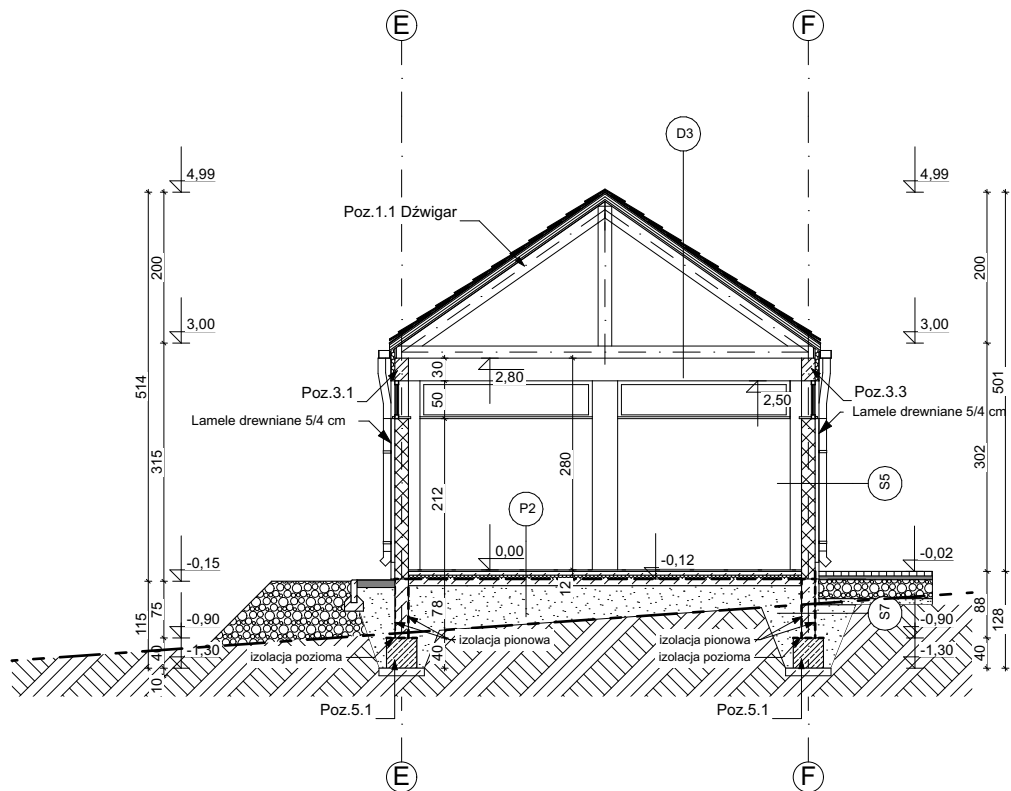 E
F
D3
4,99
4,99
Poz.1.1 Dźwigar
200
200
3,00
3,00
30
2,80
Poz.3.1
Poz.3.3
50
2,50
Lamele drewniane 5/4 cm
Lamele drewniane 5/4 cm
514
501
315
302
280
212
S5
P2
0,00
-0,12
-0,15
-0,02
12
115
75
78
88
128
S7
-0,90
-0,90
izolacja pionowa
izolacja pionowa
izolacja pozioma
izolacja pozioma
40
-1,30
40
-1,30
40
10
Poz.5.1
Poz.5.1
E
F